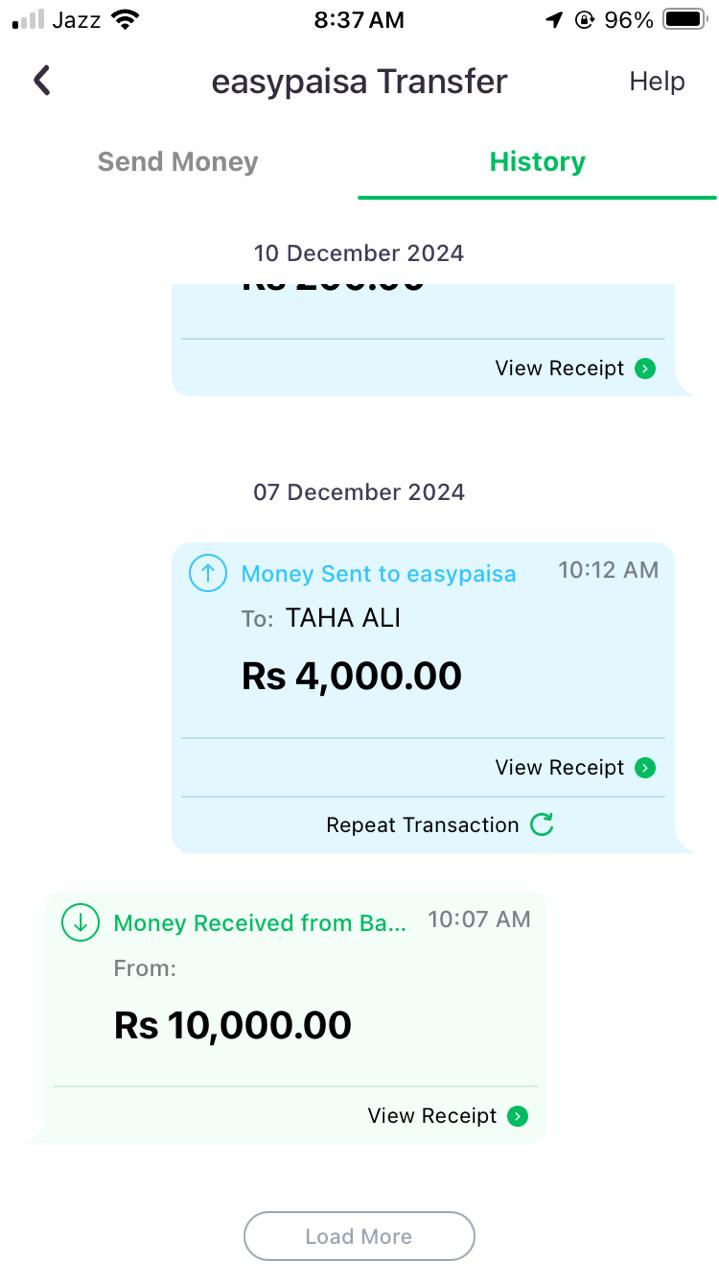 Jazz 8:37 AM 96%
easypaisa Transfer Help
Send Money History
10 December 2024
View Receipt
07 December 2024
Money Sent to easypaisa 10:12 AM
To: TAHA ALI
Rs 4,000.00
View Receipt
Repeat Transaction
Money Received from Ba... 10:07 AM
From:
Rs 10,000.00
View Receipt
Load More